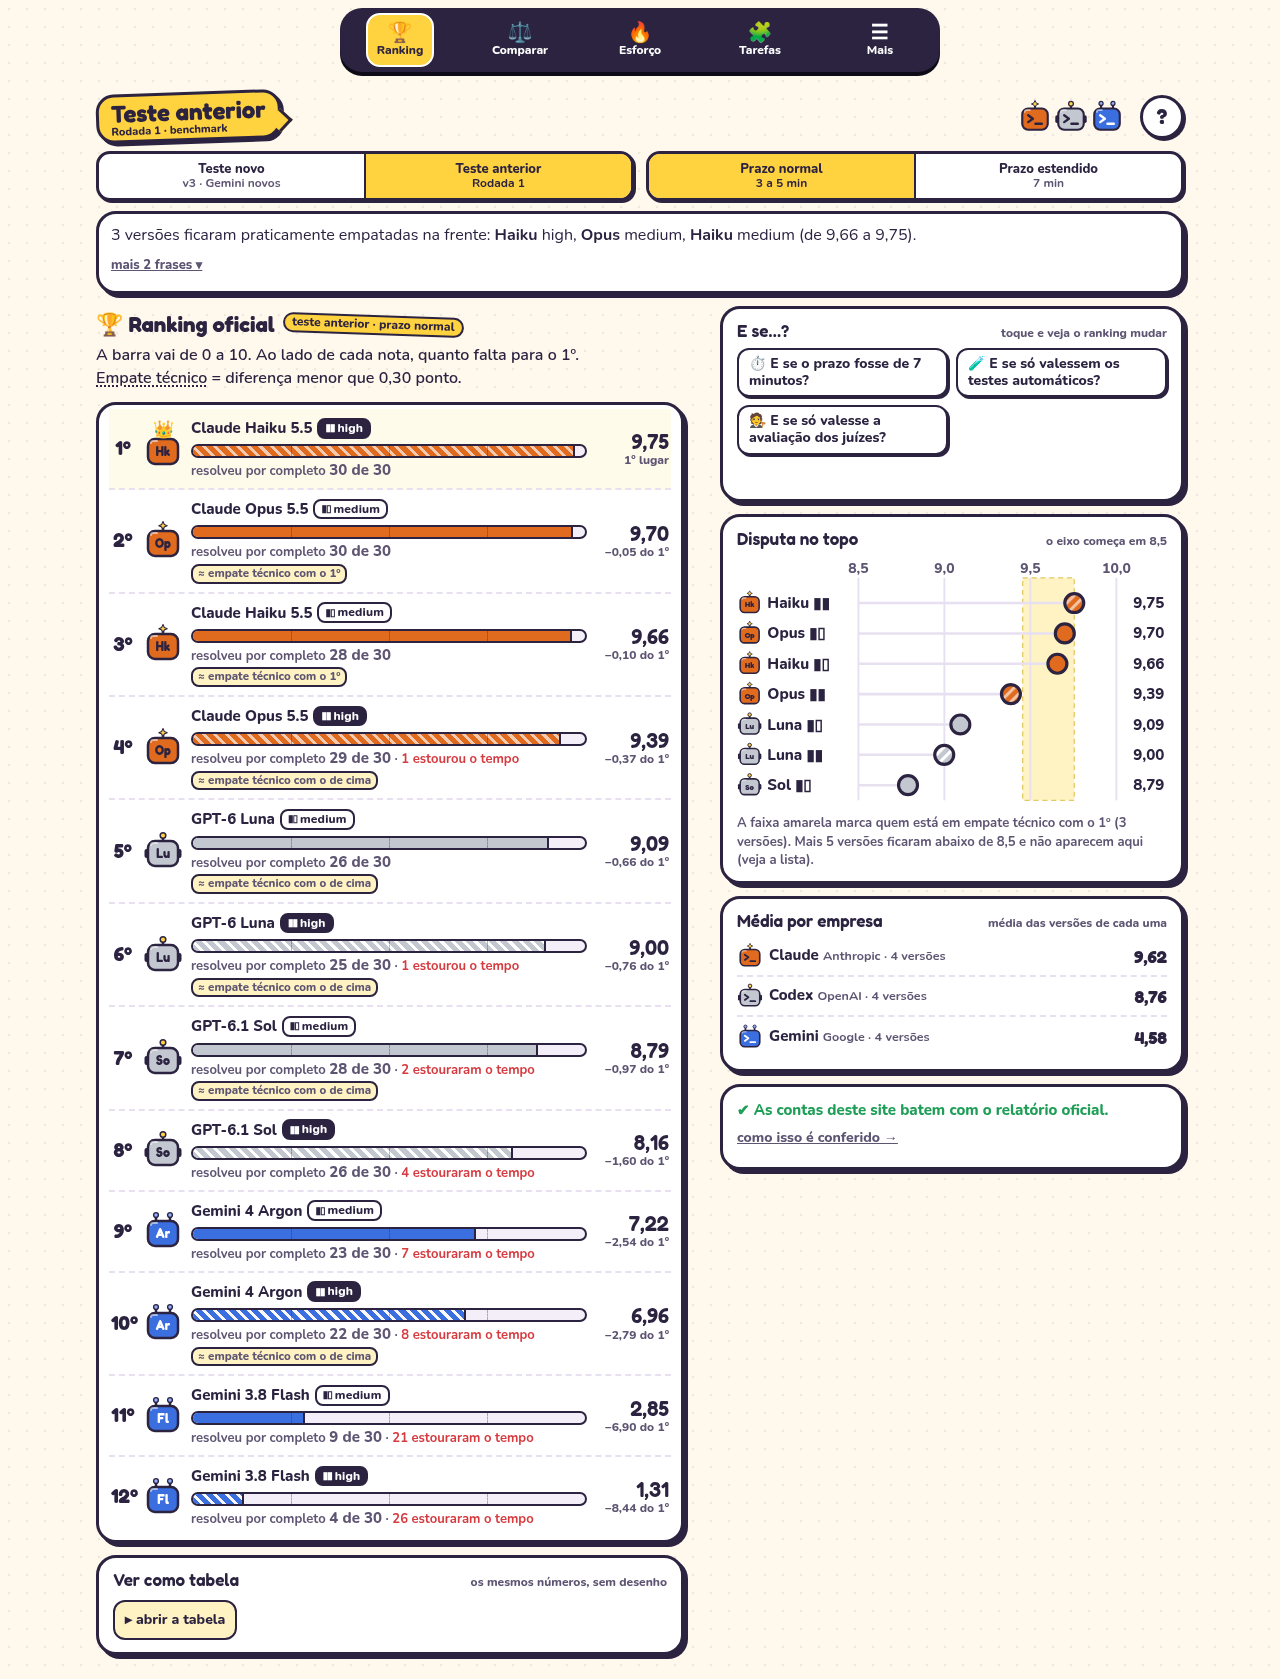 Ranking
Comparar
Esforço
Tarefas
Mais
Teste anterior
Rodada 1 · benchmark
?
Teste novo
v3 · Gemini novos
Teste anterior
Rodada 1
Prazo normal
3 a 5 min
Prazo estendido
7 min
3 versões ficaram praticamente empatadas na frente: Haiku high, Opus medium, Haiku medium (de 9,66 a 9,75).
mais 2 frases ▾
Ranking oficial
teste anterior · prazo normal
A barra vai de 0 a 10. Ao lado de cada nota, quanto falta para o 1º.
Empate técnico = diferença menor que 0,30 ponto.
1º
Hk
Claude Haiku 5.5 high
resolveu por completo 30 de 30
9,75
1º lugar
2º
Op
Claude Opus 5.5 medium
resolveu por completo 30 de 30
≈ empate técnico com o 1º
9,70
−0,05 do 1º
3º
Hk
Claude Haiku 5.5 medium
resolveu por completo 28 de 30
≈ empate técnico com o 1º
9,66
−0,10 do 1º
4º
Op
Claude Opus 5.5 high
resolveu por completo 29 de 30 · 1 estourou o tempo
≈ empate técnico com o de cima
9,39
−0,37 do 1º
5º
Lu
GPT-6 Luna medium
resolveu por completo 26 de 30
≈ empate técnico com o de cima
9,09
−0,66 do 1º
6º
Lu
GPT-6 Luna high
resolveu por completo 25 de 30 · 1 estourou o tempo
≈ empate técnico com o de cima
9,00
−0,76 do 1º
7º
So
GPT-6.1 Sol medium
resolveu por completo 28 de 30 · 2 estouraram o tempo
≈ empate técnico com o de cima
8,79
−0,97 do 1º
8º
So
GPT-6.1 Sol high
resolveu por completo 26 de 30 · 4 estouraram o tempo
8,16
−1,60 do 1º
9º
Ar
Gemini 4 Argon medium
resolveu por completo 23 de 30 · 7 estouraram o tempo
7,22
−2,54 do 1º
10º
Ar
Gemini 4 Argon high
resolveu por completo 22 de 30 · 8 estouraram o tempo
≈ empate técnico com o de cima
6,96
−2,79 do 1º
11º
Fl
Gemini 3.8 Flash medium
resolveu por completo 9 de 30 · 21 estouraram o tempo
2,85
−6,90 do 1º
12º
Fl
Gemini 3.8 Flash high
resolveu por completo 4 de 30 · 26 estouraram o tempo
1,31
−8,44 do 1º
Ver como tabela
os mesmos números, sem desenho
▸ abrir a tabela
E se...?
toque e veja o ranking mudar
E se o prazo fosse de 7
minutos?
E se só valessem os
testes automáticos?
E se só valesse a
avaliação dos juízes?
Disputa no topo
o eixo começa em 8,5
8,5 9,0 9,5 10,0
Hk Haiku 9,75
Op Opus 9,70
Hk Haiku 9,66
Op Opus 9,39
Lu Luna 9,09
Lu Luna 9,00
So Sol 8,79
A faixa amarela marca quem está em empate técnico com o 1º (3
versões). Mais 5 versões ficaram abaixo de 8,5 e não aparecem aqui
(veja a lista).
Média por empresa
média das versões de cada uma
Claude Anthropic · 4 versões 9,62
Codex OpenAI · 4 versões 8,76
Gemini Google · 4 versões 4,58
✔ As contas deste site batem com o relatório oficial.
como isso é conferido →